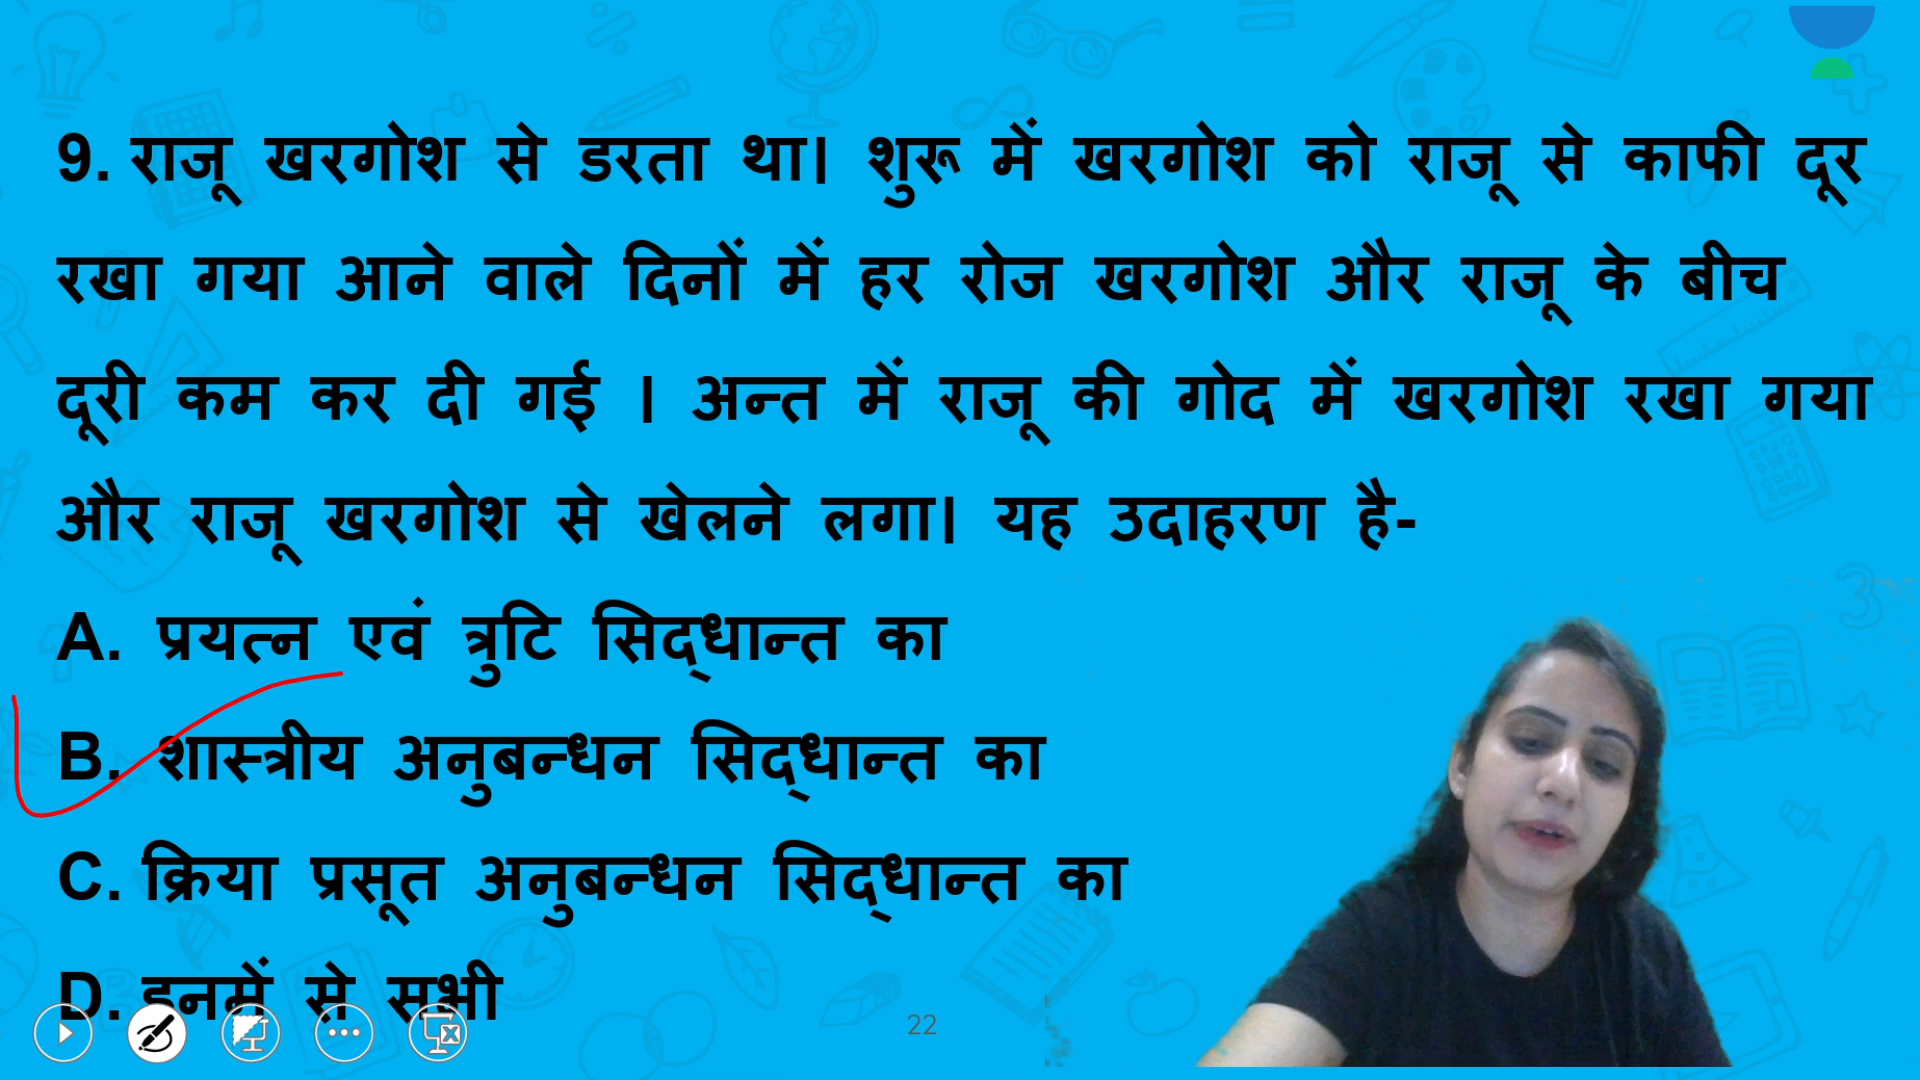 9. राजू खरगोश से डरता था। शुरू में खरगोश को राजू से काफी दूर
रखा गया आने वाले दिनों में हर रोज खरगोश और राजू के बीच
दूरी कम कर दी गई । अन्त में राजू की गोद में खरगोश रखा गया
और राजू खरगोश से खेलने लगा। यह उदाहरण है-
A. प्रयत्न एवं त्रुटि सिद्धान्त का
B. शास्त्रीय अनुबन्धन सिद्धान्त का
C. क्रिया प्रसूत अनुबन्धन सिद्धान्त का
D. इनमें से सभी
22